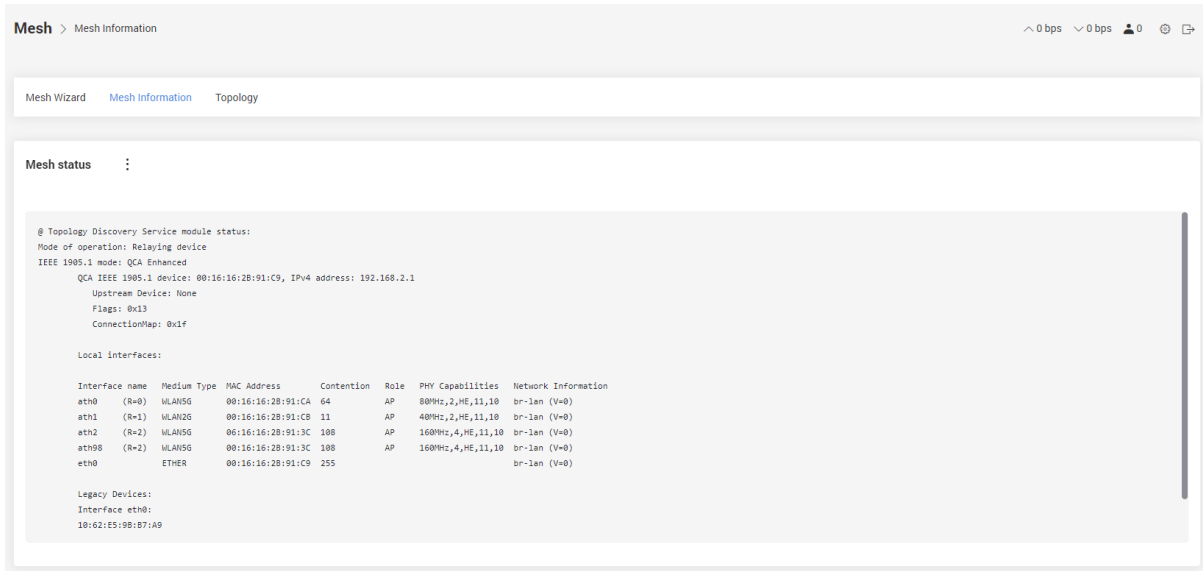 Mesh > Mesh Information
0 bps 0 bps 0
Mesh Wizard Mesh Information Topology
Mesh status
@ Topology Discovery Service module status:
Mode of operation: Relaying device
IEEE 1905.1 mode: QCA Enhanced
QCA IEEE 1905.1 device: 00:16:16:2B:91:C9, IPv4 address: 192.168.2.1
Upstream Device: None
Flags: 0x13
ConnectionMap: 0x1f
Local interfaces:
Interface name Medium Type MAC Address Contention Role PHY Capabilities Network Information
ath0 (R=0) WLAN5G 00:16:16:2B:91:CA 64 AP 80MHz,2,HE,11,10 br-lan (V=0)
ath1 (R=1) WLAN2G 00:16:16:2B:91:CB 11 AP 40MHz,2,HE,11,10 br-lan (V=0)
ath2 (R=2) WLAN5G 06:16:16:2B:91:3C 108 AP 160MHz,4,HE,11,10 br-lan (V=0)
ath98 (R=2) WLAN5G 00:16:16:2B:91:3C 108 AP 160MHz,4,HE,11,10 br-lan (V=0)
eth0 ETHER 00:16:16:2B:91:C9 255 br-lan (V=0)
Legacy Devices:
Interface eth0:
10:62:E5:9B:B7:A9